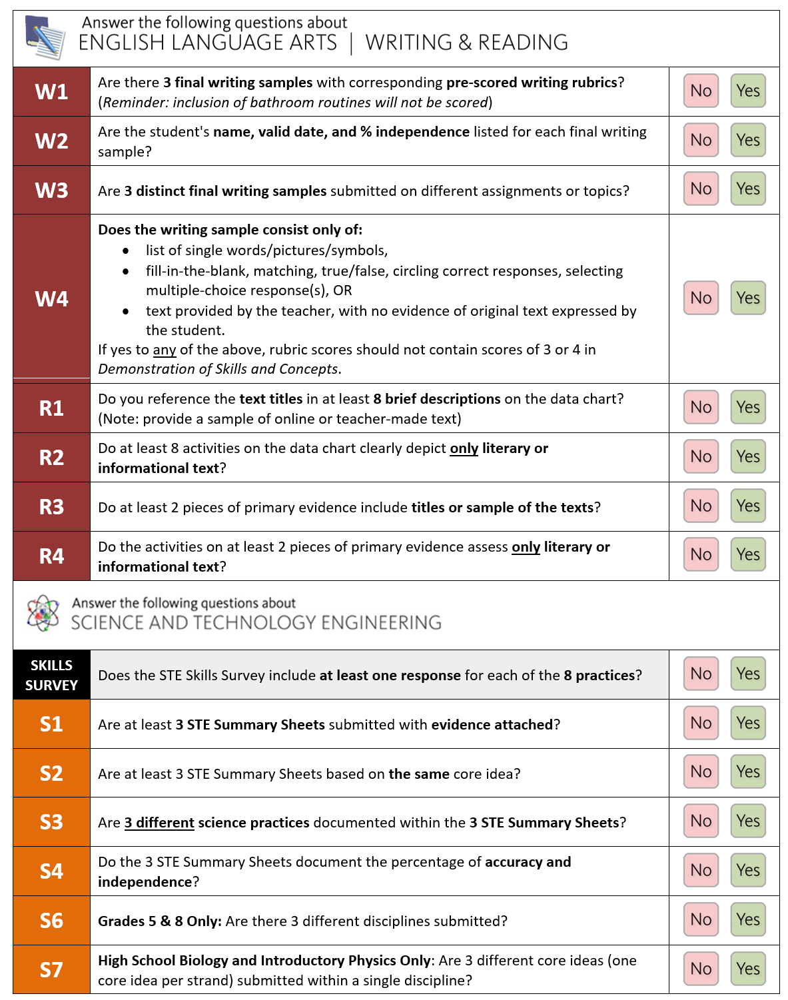 Answer the following questions about
ENGLISH LANGUAGE ARTS | WRITING & READING
W1
Are there 3 final writing samples with corresponding pre-scored writing rubrics?
(Reminder: inclusion of bathroom routines will not be scored)
No Yes
W2
Are the student's name, valid date, and % independence listed for each final writing
sample?
No Yes
W3
Are 3 distinct final writing samples submitted on different assignments or topics?
No Yes
W4
Does the writing sample consist only of:
• list of single words/pictures/symbols,
• fill-in-the-blank, matching, true/false, circling correct responses, selecting
multiple-choice response(s), OR
• text provided by the teacher, with no evidence of original text expressed by
the student.
If yes to any of the above, rubric scores should not contain scores of 3 or 4 in
Demonstration of Skills and Concepts.
No Yes
R1
Do you reference the text titles in at least 8 brief descriptions on the data chart?
(Note: provide a sample of online or teacher-made text)
No Yes
R2
Do at least 8 activities on the data chart clearly depict only literary or
informational text?
No Yes
R3
Do at least 2 pieces of primary evidence include titles or sample of the texts?
No Yes
R4
Do the activities on at least 2 pieces of primary evidence assess only literary or
informational text?
No Yes
Answer the following questions about
SCIENCE AND TECHNOLOGY ENGINEERING
SKILLS
SURVEY
Does the STE Skills Survey include at least one response for each of the 8 practices?
No Yes
S1
Are at least 3 STE Summary Sheets submitted with evidence attached?
No Yes
S2
Are at least 3 STE Summary Sheets based on the same core idea?
No Yes
S3
Are 3 different science practices documented within the 3 STE Summary Sheets?
No Yes
S4
Do the 3 STE Summary Sheets document the percentage of accuracy and
independence?
No Yes
S6
Grades 5 & 8 Only: Are there 3 different disciplines submitted?
No Yes
S7
High School Biology and Introductory Physics Only: Are 3 different core ideas (one
core idea per strand) submitted within a single discipline?
No Yes